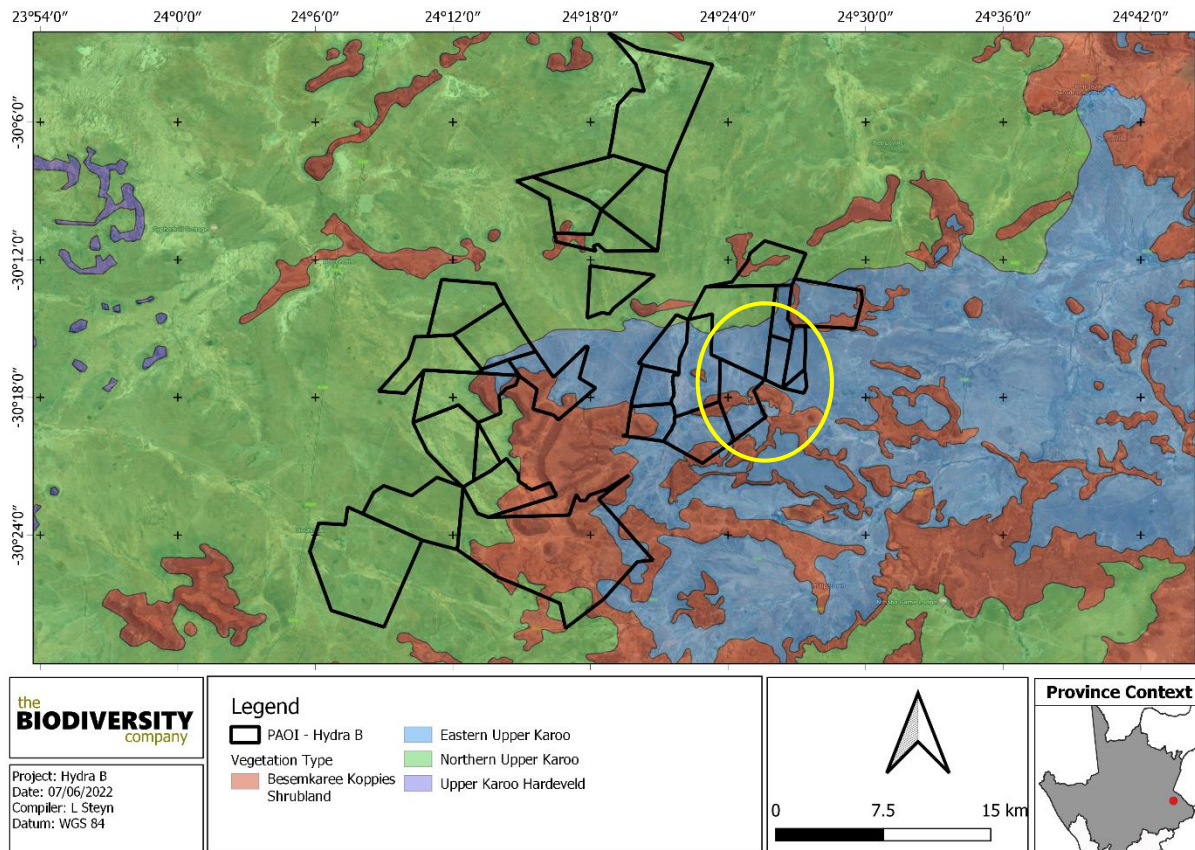 23°54'0" 24°0'0" 24°6'0" 24°12'0" 24°18'0" 24°24'0" 24°30'0" 24°36'0" 24°42'0"
-30°6'0"
-30°12'0"
-30°18'0"
-30°24'0"
the
BIODIVERSITY
company
Project: Hydra B
Date: 07/06/2022
Compiler: L Steyn
Datum: WGS 84
Legend
PAOI - Hydra B
Vegetation Type
Besemkaree Koppies
Shrubland
Eastern Upper Karoo
Northern Upper Karoo
Upper Karoo Hardeveld
0 7.5 15 km
Province Context